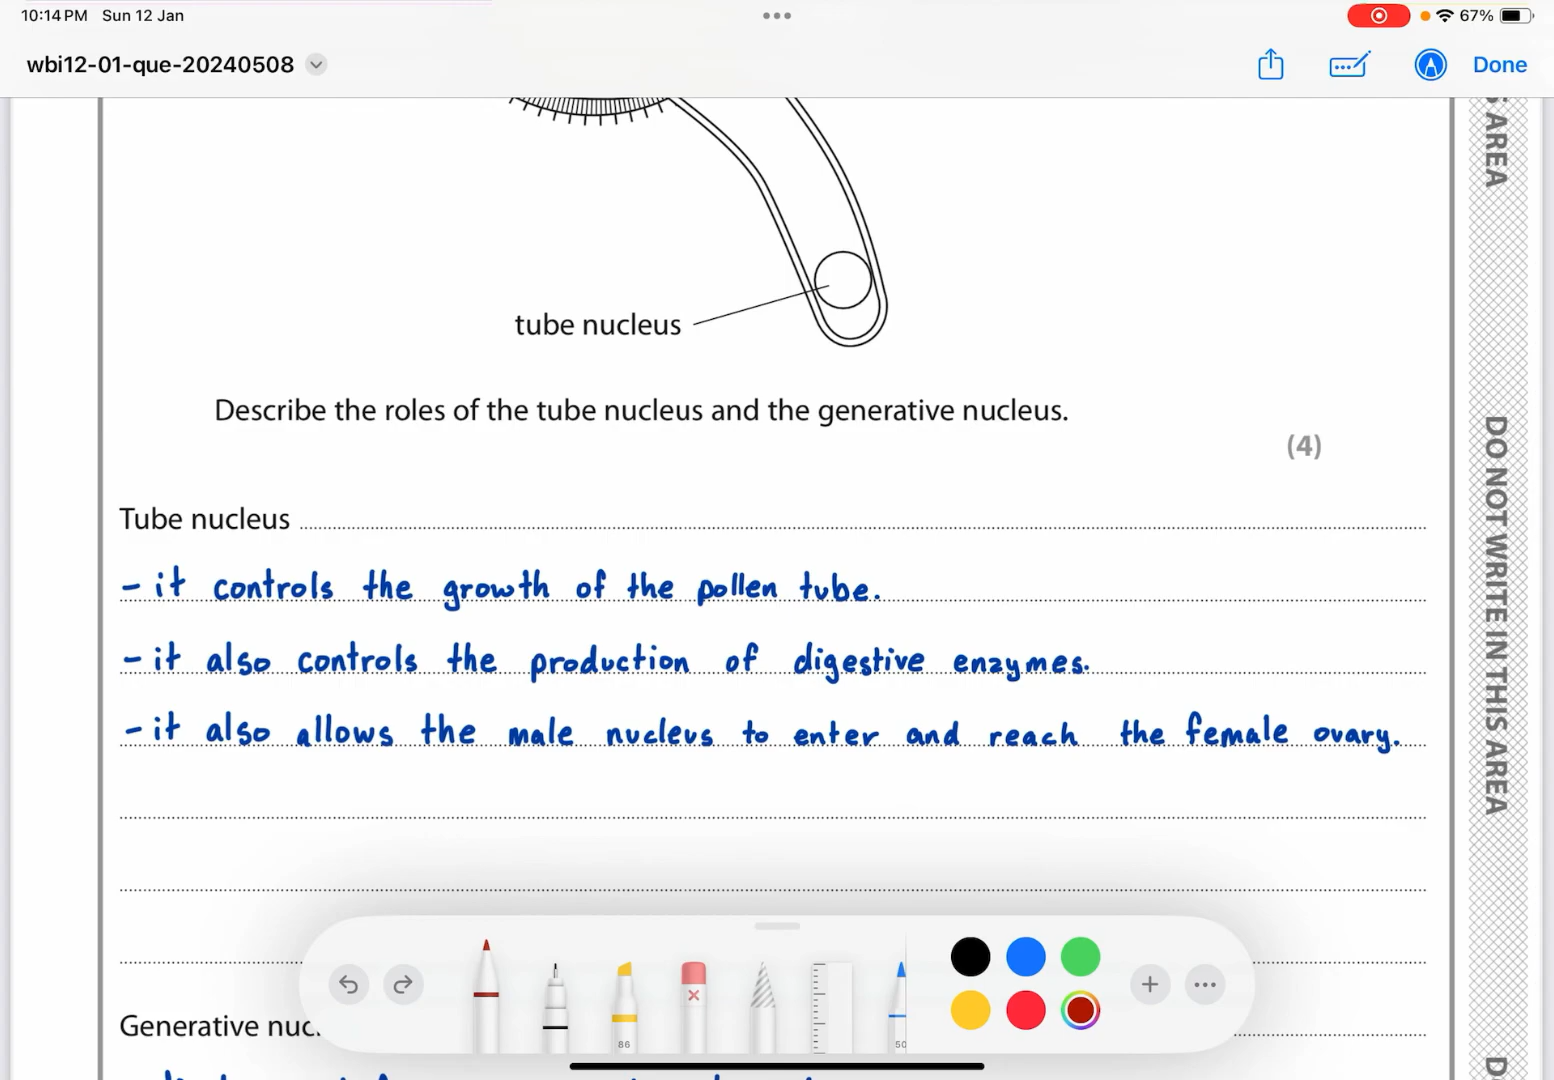 10:14 PM Sun 12 Jan
67%
wbi12-01-que-20240508
Done
AREA
tube nucleus
Describe the roles of the tube nucleus and the generative nucleus.
(4)
DO NOT WRITE IN THIS AREA
Tube nucleus
- it controls the growth of the pollen tube.
- it also controls the production of digestive enzymes.
- it also allows the male nucleus to enter and reach the female ovary.
Generative
86
50